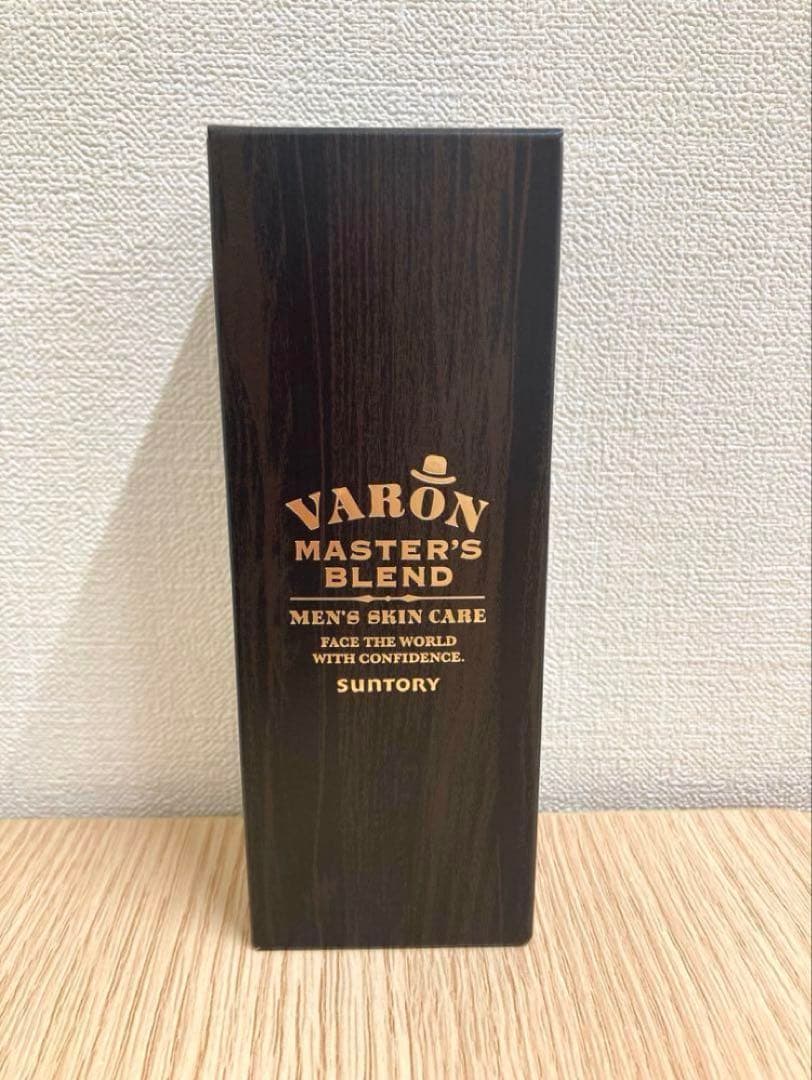 VARON
MASTER'S
BLEND
MEN'S SKIN CARE
FACE THE WORLD
WITH CONFIDENCE.
SUNTORY